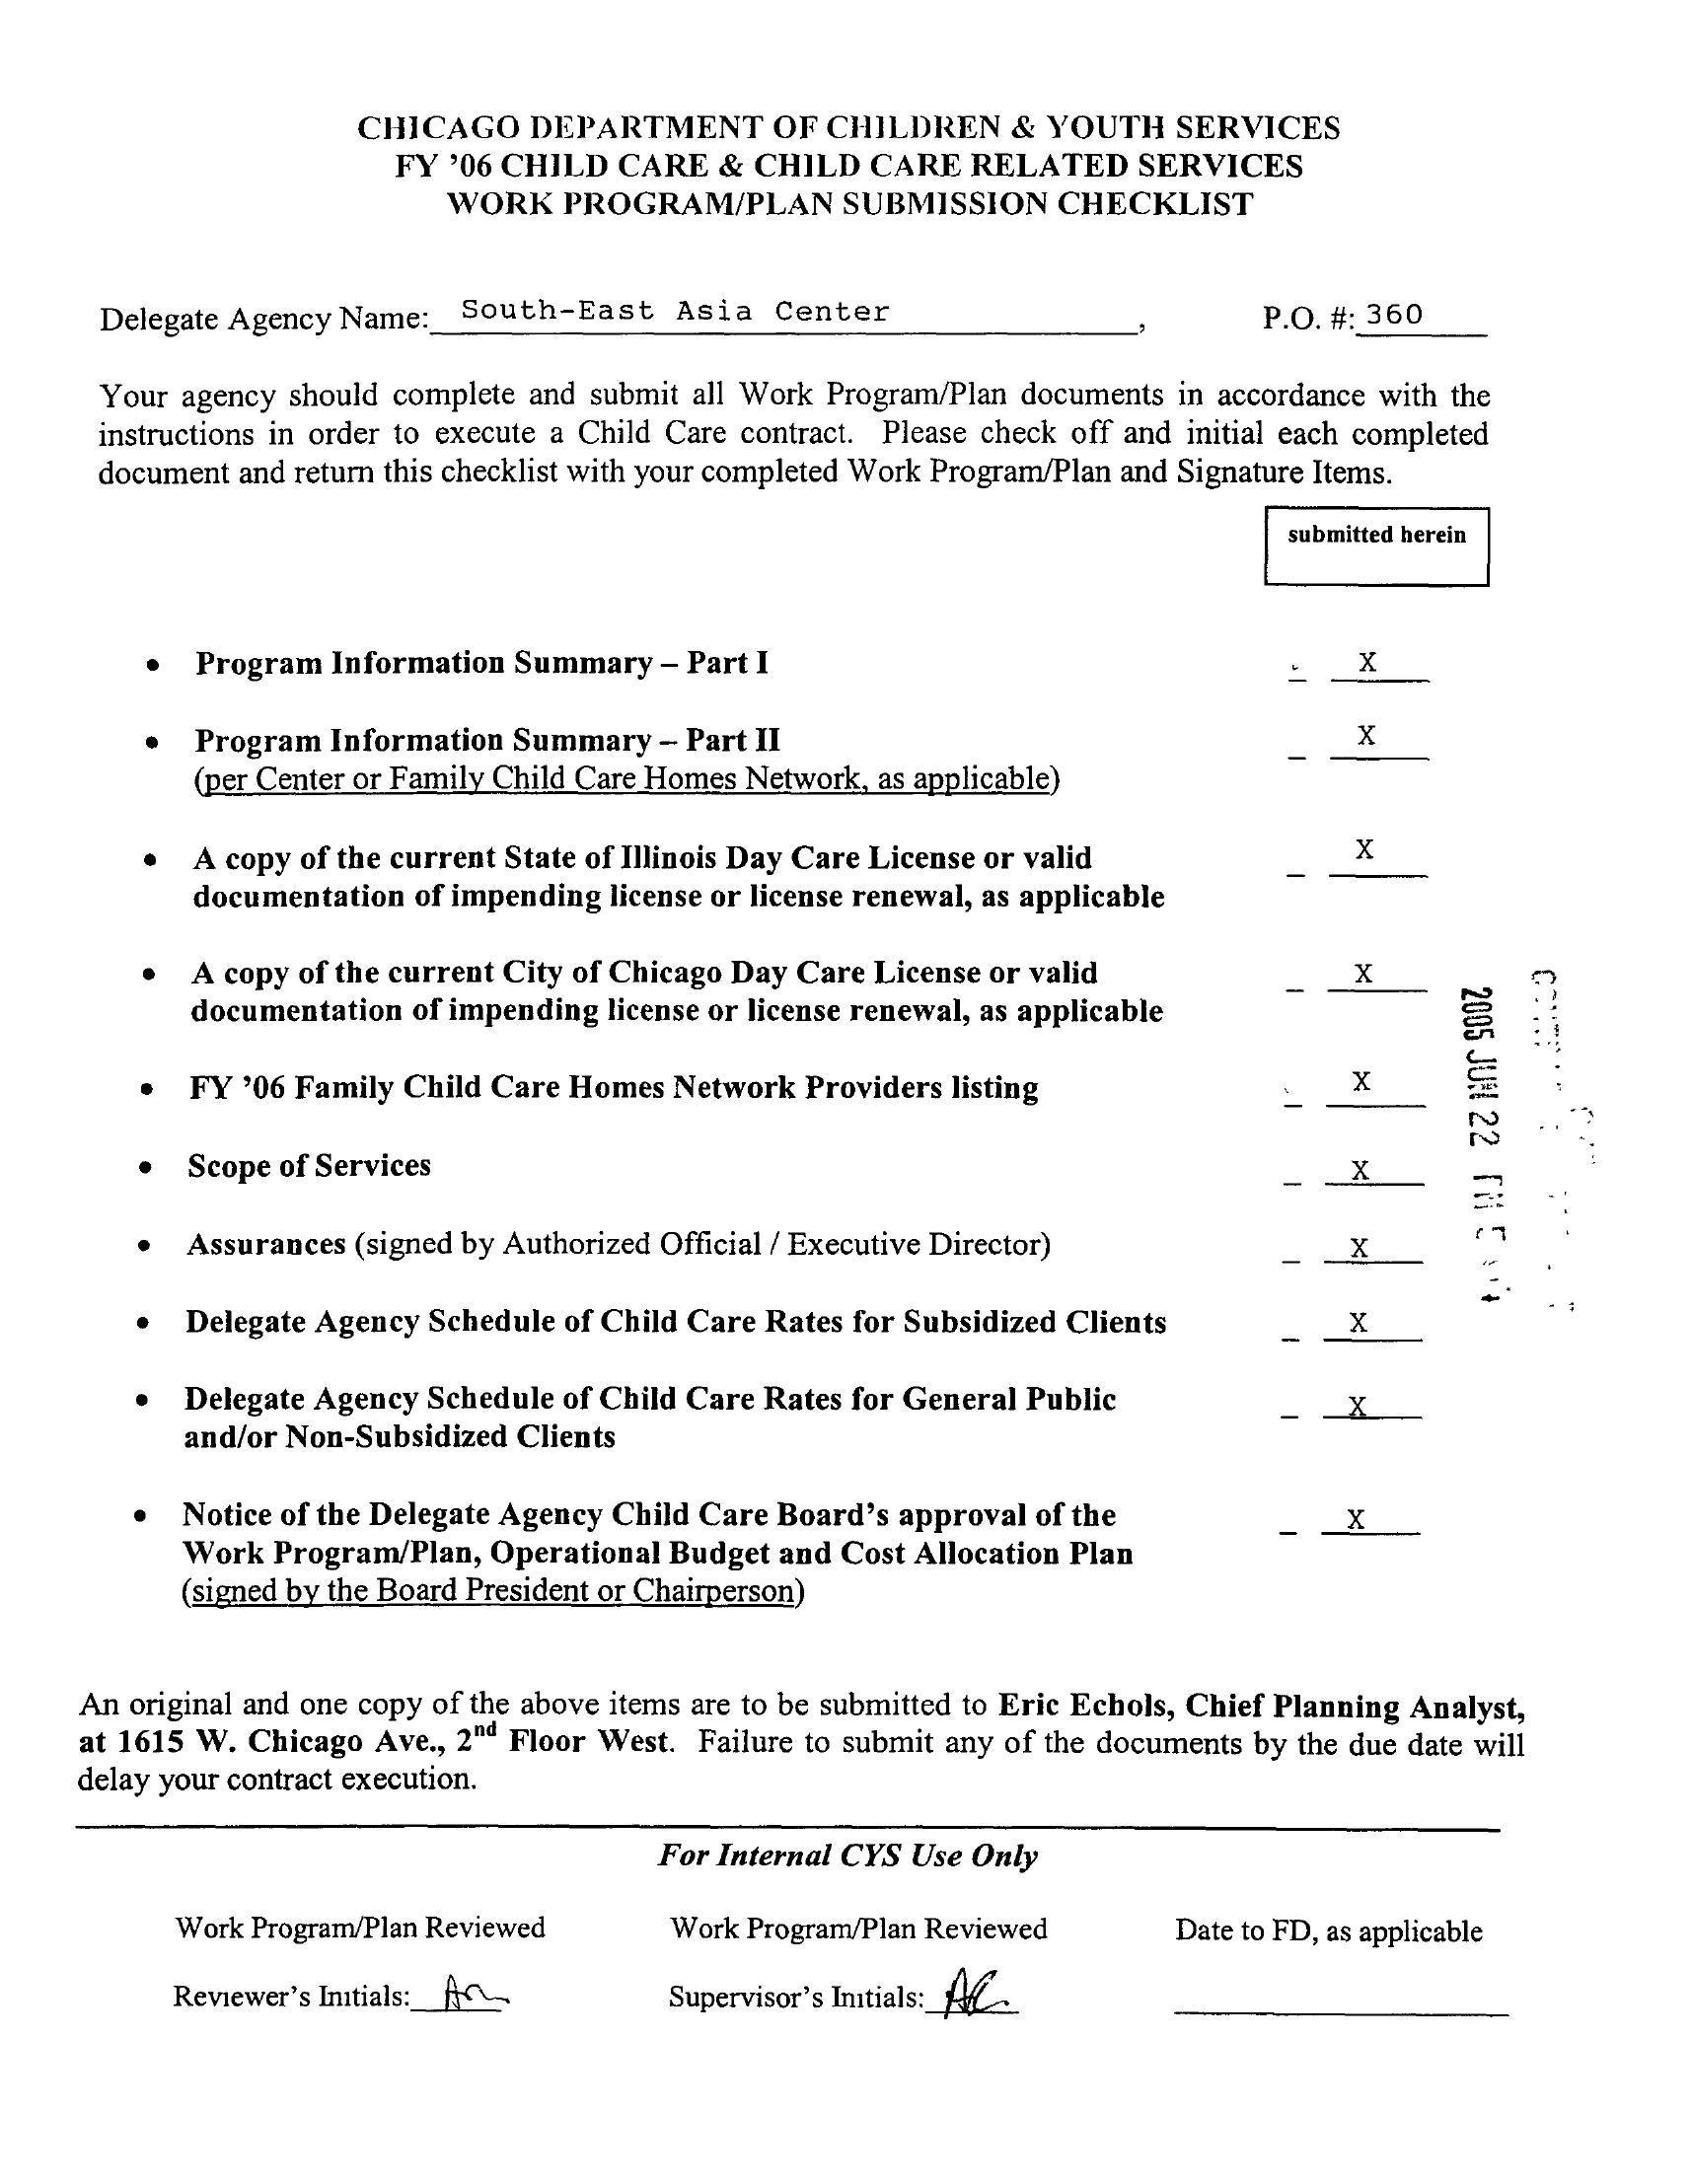 CHICAGO DEPARTMENT OF CHILDREN & YOUTH SERVICES
FY ’06 CHILD CARE & CHILD CARE RELATED SERVICES
WORK PROGRAM/PLAN SUBMISSION CHECKLIST
Delegate Agency Name: South-East Asia Center, P.O. #: 360
Your agency should complete and submit all Work Program/Plan documents in accordance with the
instructions in order to execute a Child Care contract. Please check off and initial each completed
document and return this checklist with your completed Work Program/Plan and Signature Items.
submitted herein
• Program Information Summary – Part I _ X
• Program Information Summary – Part II _ X
(per Center or Family Child Care Homes Network, as applicable)
• A copy of the current State of Illinois Day Care License or valid _ X
documentation of impending license or license renewal, as applicable
• A copy of the current City of Chicago Day Care License or valid _ X
documentation of impending license or license renewal, as applicable
2005 JUN 22
• FY ’06 Family Child Care Homes Network Providers listing _ X
• Scope of Services _ X
• Assurances (signed by Authorized Official / Executive Director) _ X
• Delegate Agency Schedule of Child Care Rates for Subsidized Clients _ X
• Delegate Agency Schedule of Child Care Rates for General Public _ X
and/or Non-Subsidized Clients
• Notice of the Delegate Agency Child Care Board’s approval of the _ X
Work Program/Plan, Operational Budget and Cost Allocation Plan
(signed by the Board President or Chairperson)
An original and one copy of the above items are to be submitted to Eric Echols, Chief Planning Analyst,
at 1615 W. Chicago Ave., 2nd Floor West. Failure to submit any of the documents by the due date will
delay your contract execution.
For Internal CYS Use Only
Work Program/Plan Reviewed Work Program/Plan Reviewed Date to FD, as applicable
Reviewer’s Initials: Supervisor’s Initials: